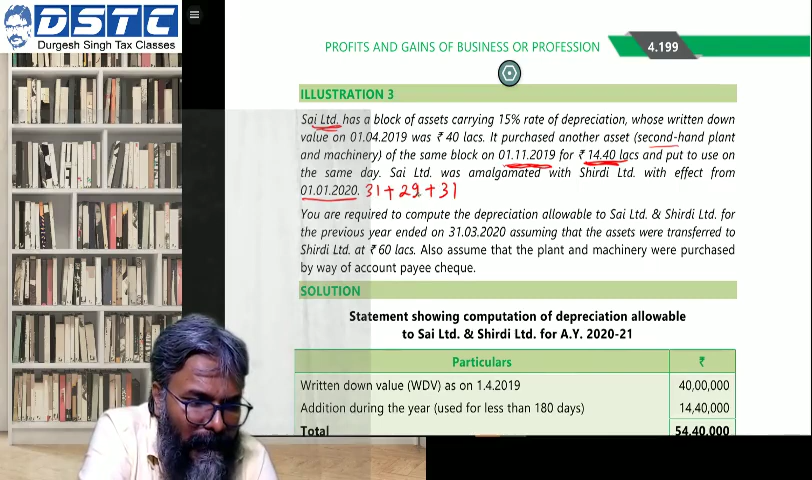 DSTC
Durgesh Singh Tax Classes
PROFITS AND GAINS OF BUSINESS OR PROFESSION 4.199
ILLUSTRATION 3
Sai Ltd. has a block of assets carrying 15% rate of depreciation, whose written down
value on 01.04.2019 was ₹ 40 lacs. It purchased another asset (second-hand plant
and machinery) of the same block on 01.11.2019 for ₹ 14.40 lacs and put to use on
the same day. Sai Ltd. was amalgamated with Shirdi Ltd. with effect from
01.01.2020. 31 + 29 + 31
You are required to compute the depreciation allowable to Sai Ltd. & Shirdi Ltd. for
the previous year ended on 31.03.2020 assuming that the assets were transferred to
Shirdi Ltd. at ₹ 60 lacs. Also assume that the plant and machinery were purchased
by way of account payee cheque.
SOLUTION
Statement showing computation of depreciation allowable
to Sai Ltd. & Shirdi Ltd. for A.Y. 2020-21
Particulars ₹
Written down value (WDV) as on 1.4.2019 40,00,000
Addition during the year (used for less than 180 days) 14,40,000
Total 54,40,000